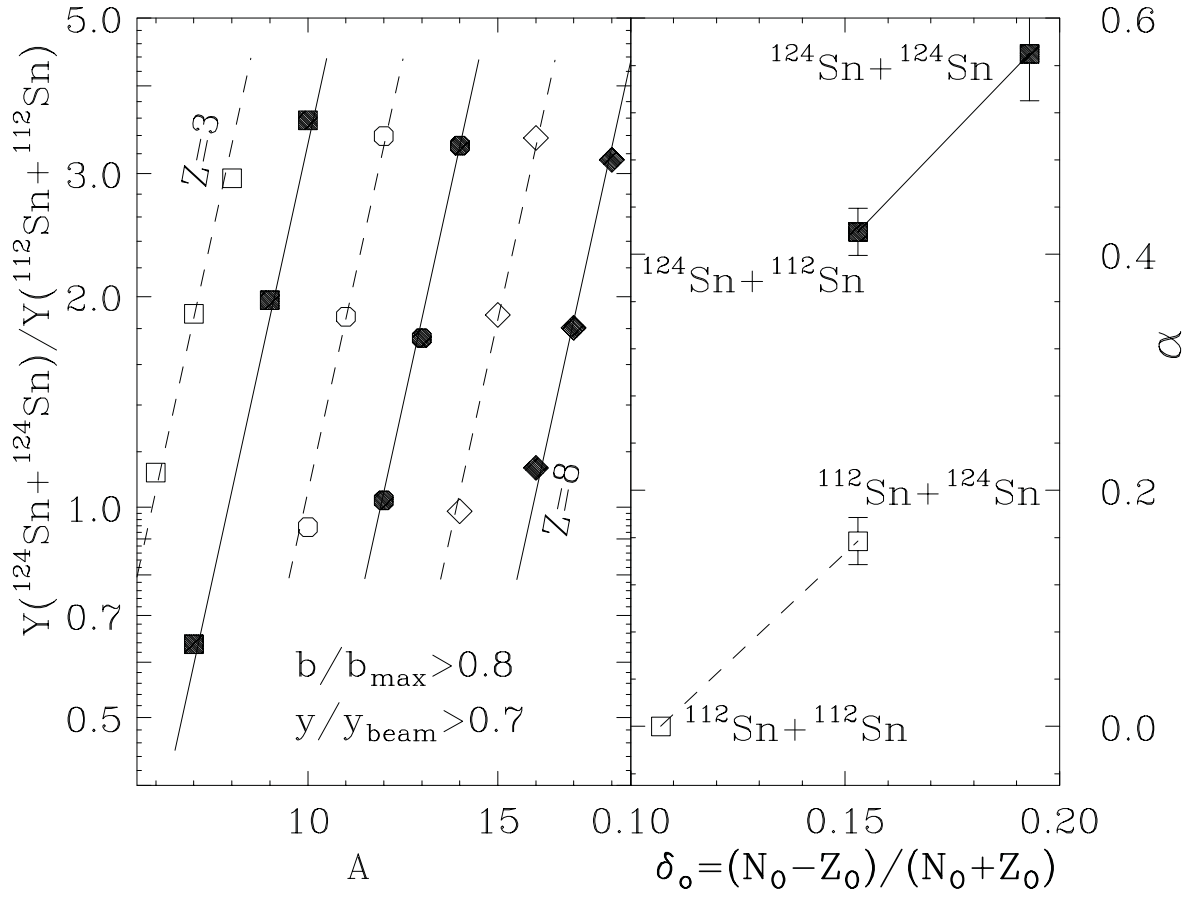 Y(¹²⁴Sn+¹²⁴Sn)/Y(¹¹²Sn+¹¹²Sn)
5.0
3.0
2.0
1.0
0.7
0.5
Z=3
Z=8
b/b_max>0.8
y/y_beam>0.7
10
15
A
¹²⁴Sn+¹²⁴Sn
¹²⁴Sn+¹¹²Sn
¹¹²Sn+¹²⁴Sn
¹¹²Sn+¹¹²Sn
0.6
0.4
0.2
0.0
α
0.10
0.15
0.20
δ₀=(N₀−Z₀)/(N₀+Z₀)